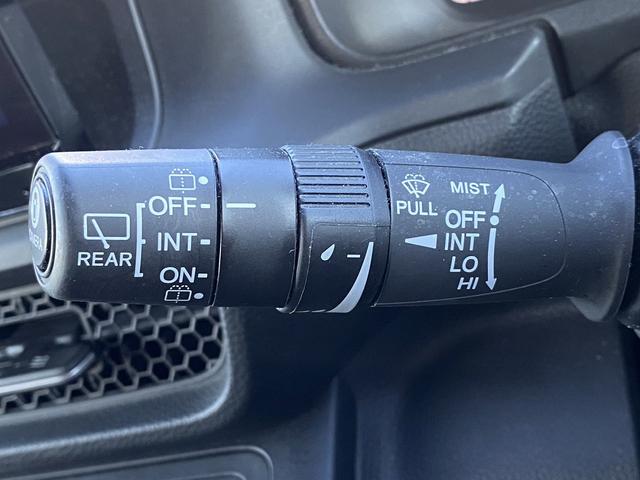 OFF
INT
ON
REAR
PULL
MIST
OFF
INT
LO
HI